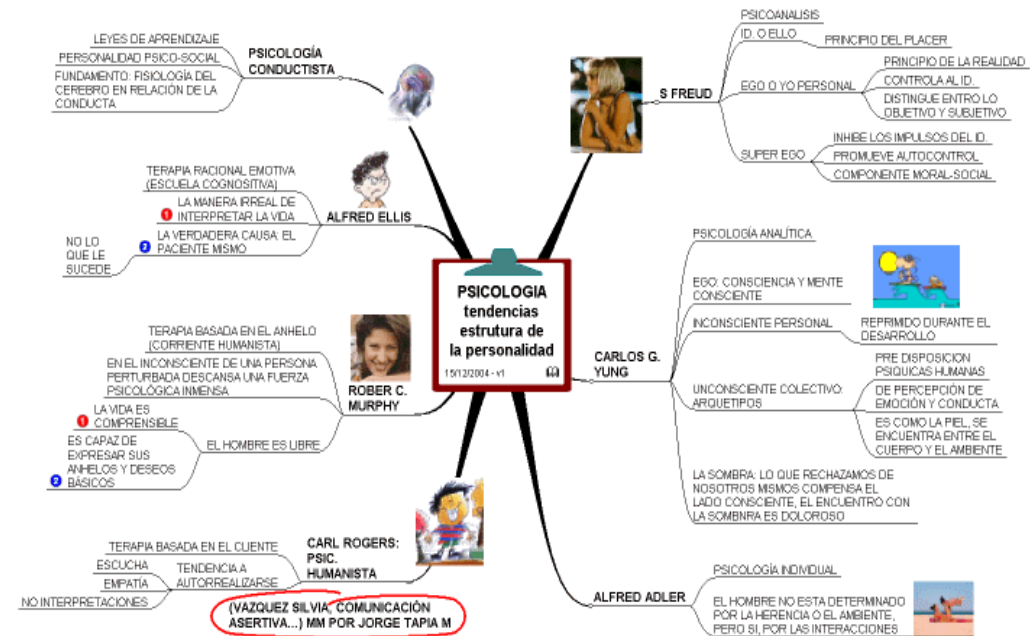 PSICOLOGIA
tendencias
estrutura de
la personalidad
15/12/2004 - v1
PSICOLOGÍA
CONDUCTISTA
LEYES DE APRENDIZAJE
PERSONALIDAD PSICO-SOCIAL
FUNDAMENTO: FISIOLOGÍA DEL
CEREBRO EN RELACIÓN DE LA
CONDUCTA
ALFRED ELLIS
TERAPIA RACIONAL EMOTIVA
(ESCUELA COGNOSITIVA)
LA MANERA IRREAL DE
1 INTERPRETAR LA VIDA
LA VERDADERA CAUSA: EL
2 PACIENTE MISMO
NO LO
QUE LE
SUCEDE
ROBER C.
MURPHY
TERAPIA BASADA EN EL ANHELO
(CORRIENTE HUMANISTA)
EN EL INCONSCIENTE DE UNA PERSONA
PERTURBADA DESCANSA UNA FUERZA
PSICOLÓGICA INMENSA
EL HOMBRE ES LIBRE
LA VIDA ES
1 COMPRENSIBLE
ES CAPAZ DE
EXPRESAR SUS
ANHELOS Y DESEOS
2 BÁSICOS
CARL ROGERS:
PSIC.
HUMANISTA
TERAPIA BASADA EN EL CLIENTE
TENDENCIA A
AUTORREALIZARSE
ESCUCHA
EMPATÍA
NO INTERPRETACIONES
(VAZQUEZ SILVIA, COMUNICACIÓN
ASERTIVA...) MM POR JORGE TAPIA M
S FREUD
PSICOANALISIS
ID. O ELLO
PRINCIPIO DEL PLACER
EGO O YO PERSONAL
PRINCIPIO DE LA REALIDAD
CONTROLA AL ID.
DISTINGUE ENTRO LO
OBJETIVO Y SUBJETIVO
SUPER EGO
INHIBE LOS IMPULSOS DEL ID.
PROMUEVE AUTOCONTROL
COMPONENTE MORAL-SOCIAL
CARLOS G.
YUNG
PSICOLOGÍA ANALÍTICA
EGO: CONSCIENCIA Y MENTE
CONSCIENTE
INCONSCIENTE PERSONAL
REPRIMIDO DURANTE EL
DESARROLLO
UNCONSCIENTE COLECTIVO:
ARQUETIPOS
PRE DISPOSICION
PSIQUICAS HUMANAS
DE PERCEPCIÓN DE
EMOCIÓN Y CONDUCTA
ES COMO LA PIEL, SE
ENCUENTRA ENTRE EL
CUERPO Y EL AMBIENTE
LA SOMBRA: LO QUE RECHAZAMOS DE
NOSOTROS MISMOS COMPENSA EL
LADO CONSCIENTE, EL ENCUENTRO CON
LA SOMBNRA ES DOLOROSO
ALFRED ADLER
PSICOLOGÍA INDIVIDUAL
EL HOMBRE NO ESTA DETERMINADO
POR LA HERENCIA O EL AMBIENTE,
PERO SI, POR LAS INTERACCIONES